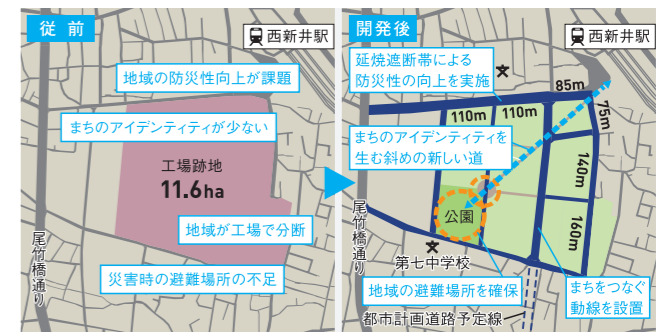 従前
西新井駅
地域の防災性向上が課題
まちのアイデンティティが少ない
工場跡地
11.6ha
地域が工場で分断
災害時の避難場所の不足
尾竹橋通り
開発後
西新井駅
延焼遮断帯による
防災性の向上を実施
85m
75m
110m
110m
まちのアイデンティティを
生む斜めの新しい道
140m
160m
公園
第七中学校
尾竹橋通り
地域の避難場所を確保
まちをつなぐ
動線を設置
都市計画道路予定線